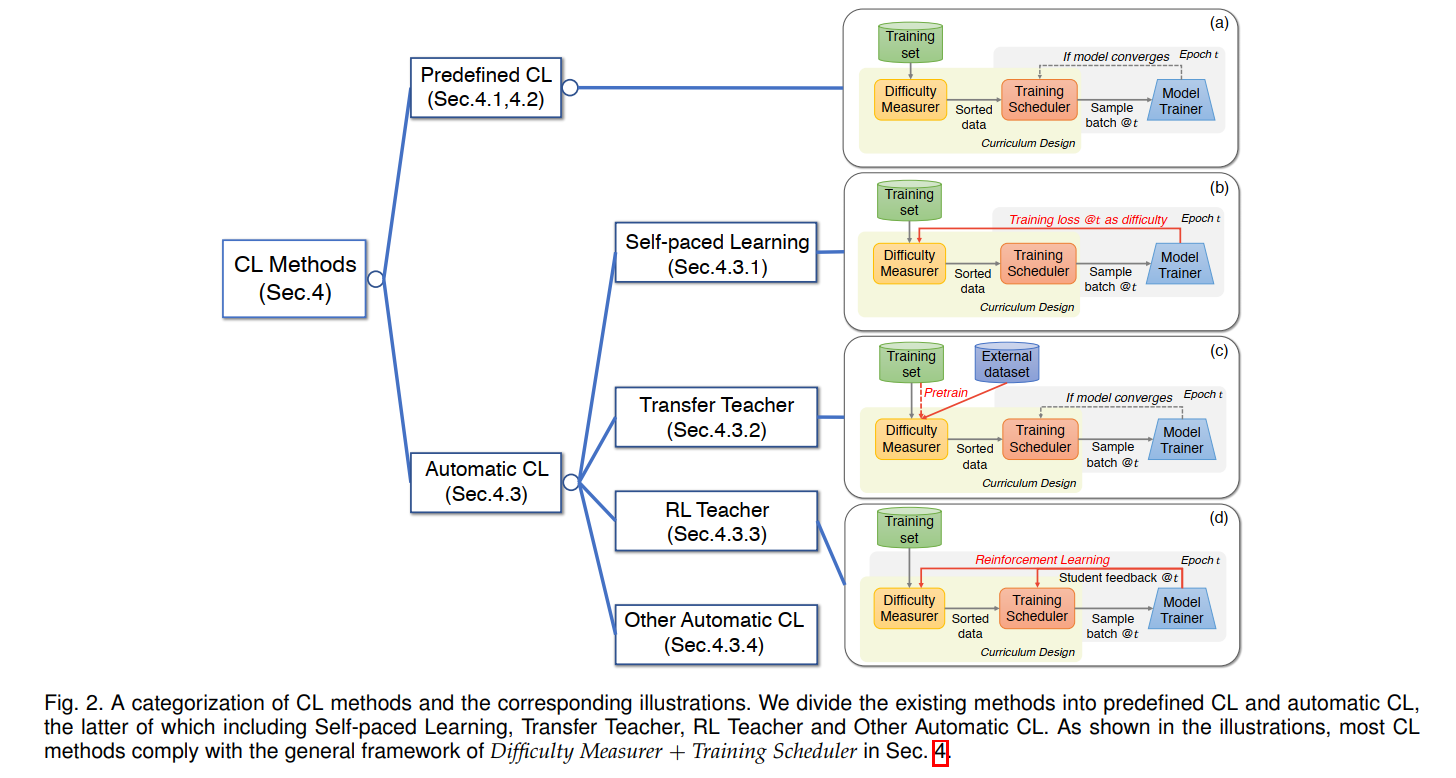 CL Methods
(Sec.4)
Predefined CL
(Sec.4.1,4.2)
Automatic CL
(Sec.4.3)
Self-paced Learning
(Sec.4.3.1)
Transfer Teacher
(Sec.4.3.2)
RL Teacher
(Sec.4.3.3)
Other Automatic CL
(Sec.4.3.4)
(a)
Training
set
If model converges
Epoch t
Difficulty
Measurer
Sorted
data
Training
Scheduler
Sample
batch @t
Model
Trainer
Curriculum Design
(b)
Training
set
Training loss @t as difficulty
Epoch t
Difficulty
Measurer
Sorted
data
Training
Scheduler
Sample
batch @t
Model
Trainer
Curriculum Design
(c)
Training
set
External
dataset
Pretrain
If model converges
Epoch t
Difficulty
Measurer
Sorted
data
Training
Scheduler
Sample
batch @t
Model
Trainer
Curriculum Design
(d)
Training
set
Reinforcement Learning
Epoch t
Student feedback @t
Difficulty
Measurer
Sorted
data
Training
Scheduler
Sample
batch @t
Model
Trainer
Curriculum Design
Fig. 2. A categorization of CL methods and the corresponding illustrations. We divide the existing methods into predefined CL and automatic CL,
the latter of which including Self-paced Learning, Transfer Teacher, RL Teacher and Other Automatic CL. As shown in the illustrations, most CL
methods comply with the general framework of Difficulty Measurer + Training Scheduler in Sec. 4.